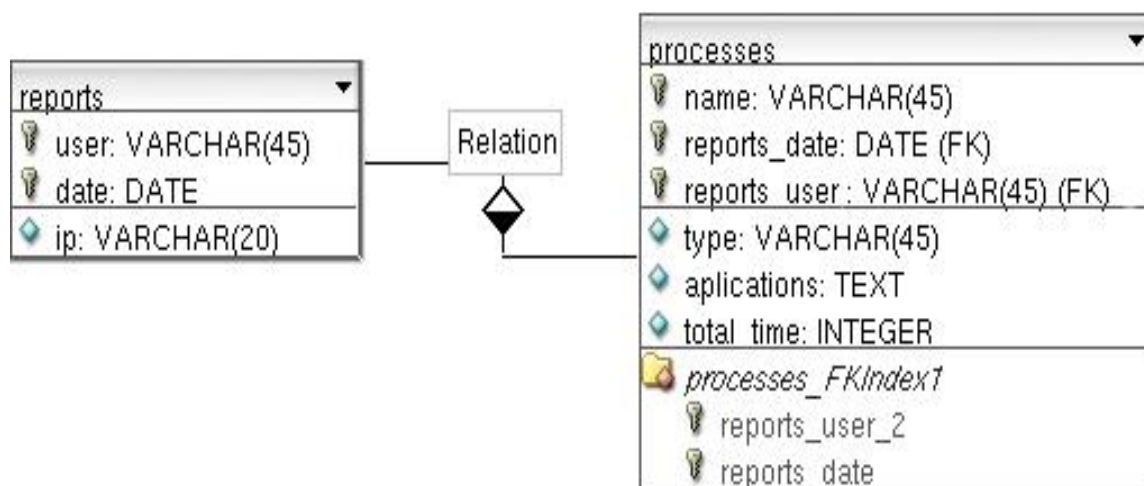 reports
user: VARCHAR(45)
date: DATE
ip: VARCHAR(20)
Relation
processes
name: VARCHAR(45)
reports_date: DATE (FK)
reports_user: VARCHAR(45) (FK)
type: VARCHAR(45)
aplications: TEXT
total_time: INTEGER
processes_FKIndex1
reports_user_2
reports_date